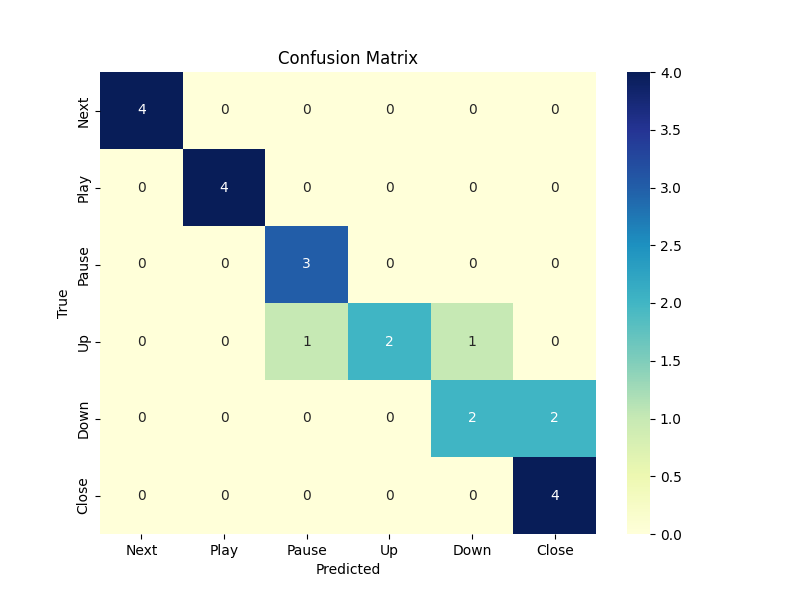 Confusion Matrix
True
Next 4 0 0 0 0 0
Play 0 4 0 0 0 0
Pause 0 0 3 0 0 0
Up 0 0 1 2 1 0
Down 0 0 0 0 2 2
Close 0 0 0 0 0 4
Next Play Pause Up Down Close
Predicted
4.0
3.5
3.0
2.5
2.0
1.5
1.0
0.5
0.0